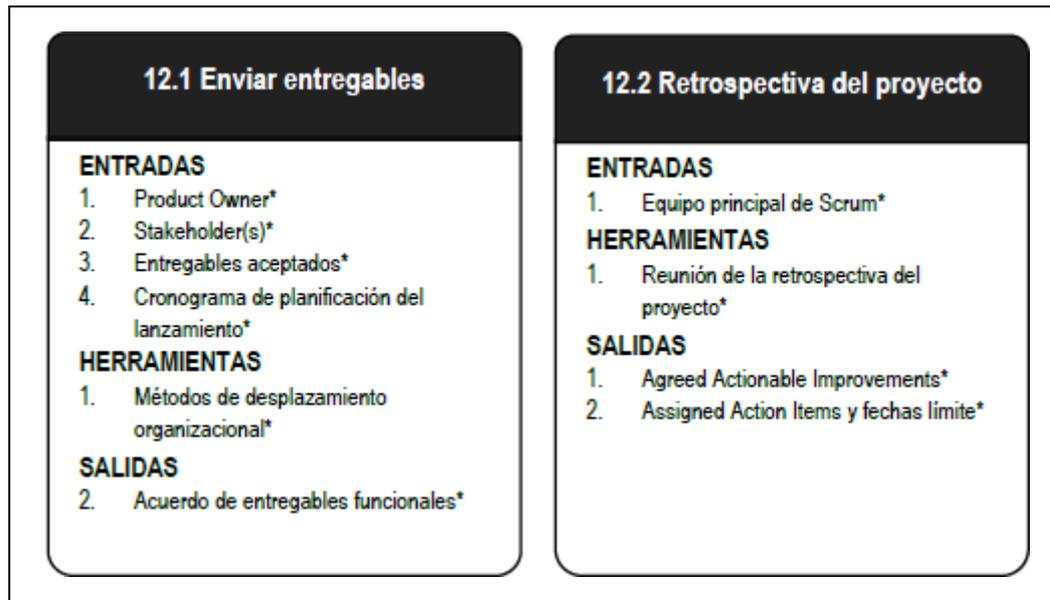 12.1 Enviar entregables
ENTRADAS
1. Product Owner*
2. Stakeholder(s)*
3. Entregables aceptados*
4. Cronograma de planificación del
lanzamiento*
HERRAMIENTAS
1. Métodos de desplazamiento
organizacional*
SALIDAS
2. Acuerdo de entregables funcionales*
12.2 Retrospectiva del proyecto
ENTRADAS
1. Equipo principal de Scrum*
HERRAMIENTAS
1. Reunión de la retrospectiva del
proyecto*
SALIDAS
1. Agreed Actionable Improvements*
2. Assigned Action Items y fechas límite*